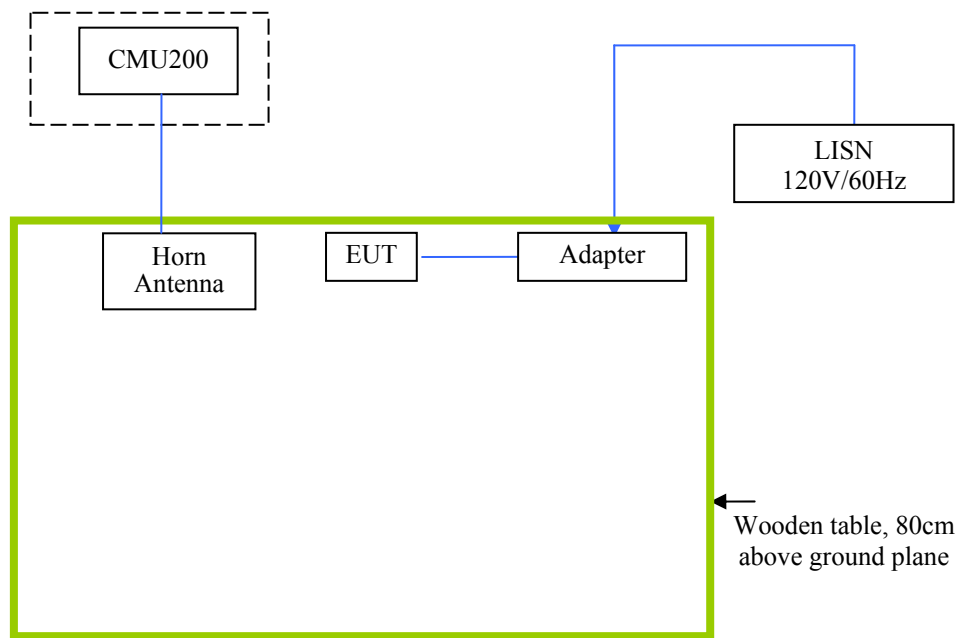 CMU200
LISN
120V/60Hz
Horn
Antenna
EUT
Adapter
Wooden table, 80cm
above ground plane